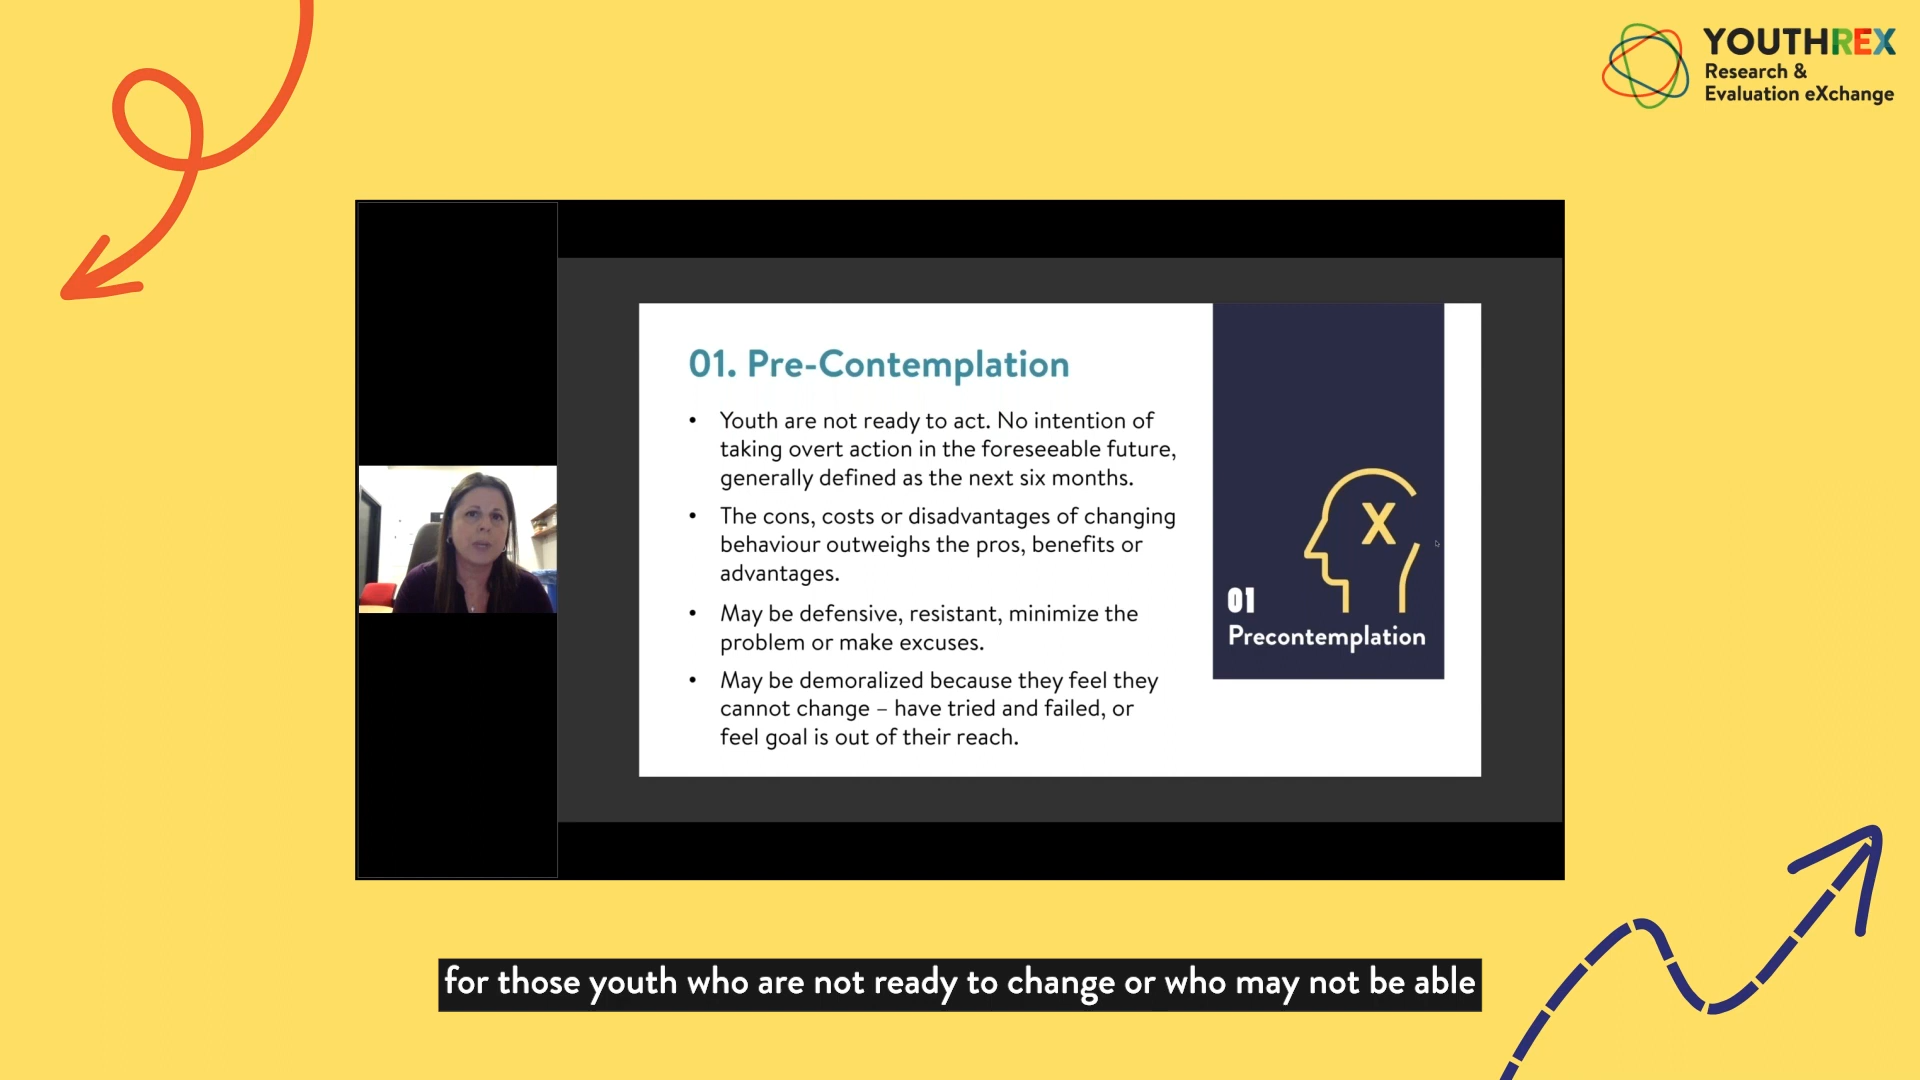 YOUTHREX
Research &
Evaluation eXchange
01. Pre-Contemplation
• Youth are not ready to act. No intention of
taking overt action in the foreseeable future,
generally defined as the next six months.
• The cons, costs or disadvantages of changing
behaviour outweighs the pros, benefits or
advantages.
• May be defensive, resistant, minimize the
problem or make excuses.
• May be demoralized because they feel they
cannot change – have tried and failed, or
feel goal is out of their reach.
X
01
Precontemplation
for those youth who are not ready to change or who may not be able